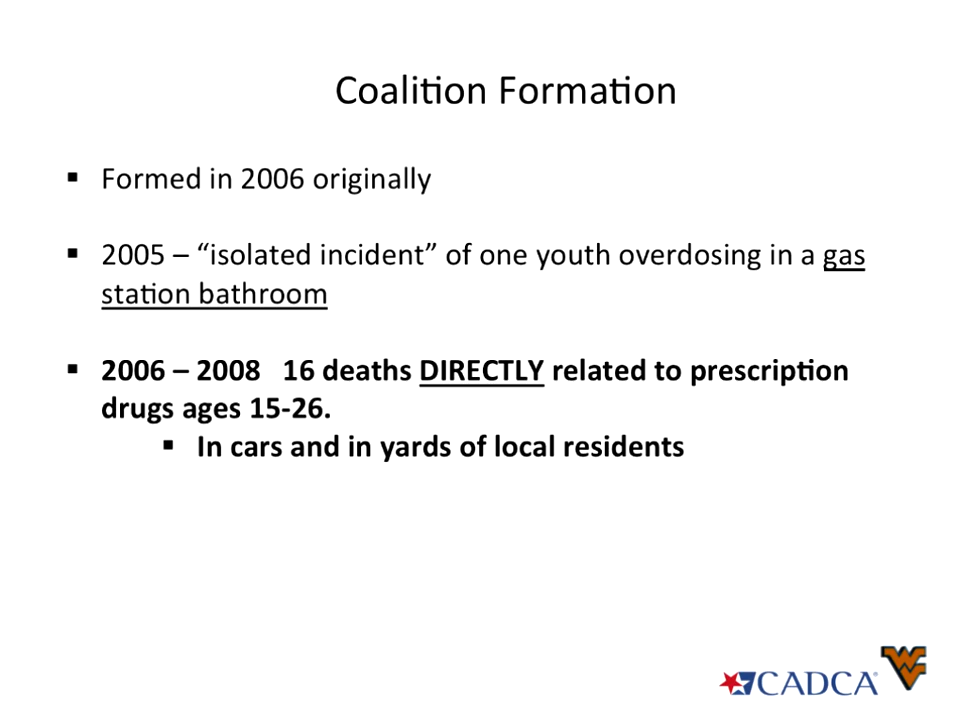 Coalition Formation
▪ Formed in 2006 originally
▪ 2005 – “isolated incident” of one youth overdosing in a gas
station bathroom
▪ 2006 – 2008   16 deaths DIRECTLY related to prescription
drugs ages 15-26.
▪ In cars and in yards of local residents
CADCA®
WV